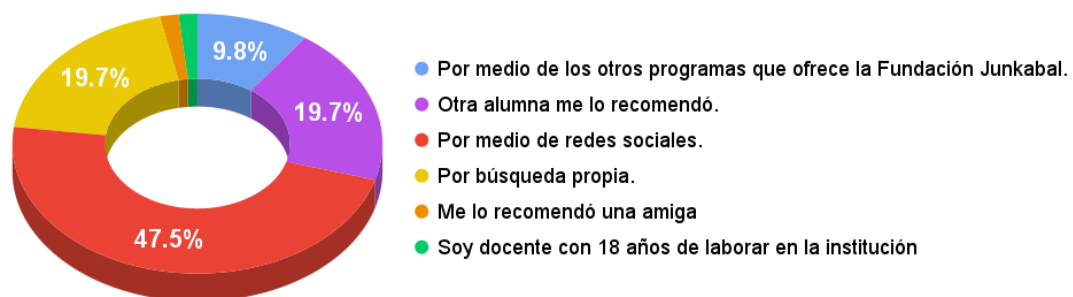 9.8%
19.7%
19.7%
47.5%
Por medio de los otros programas que ofrece la Fundación Junkabal.
Otra alumna me lo recomendó.
Por medio de redes sociales.
Por búsqueda propia.
Me lo recomendó una amiga
Soy docente con 18 años de laborar en la institución